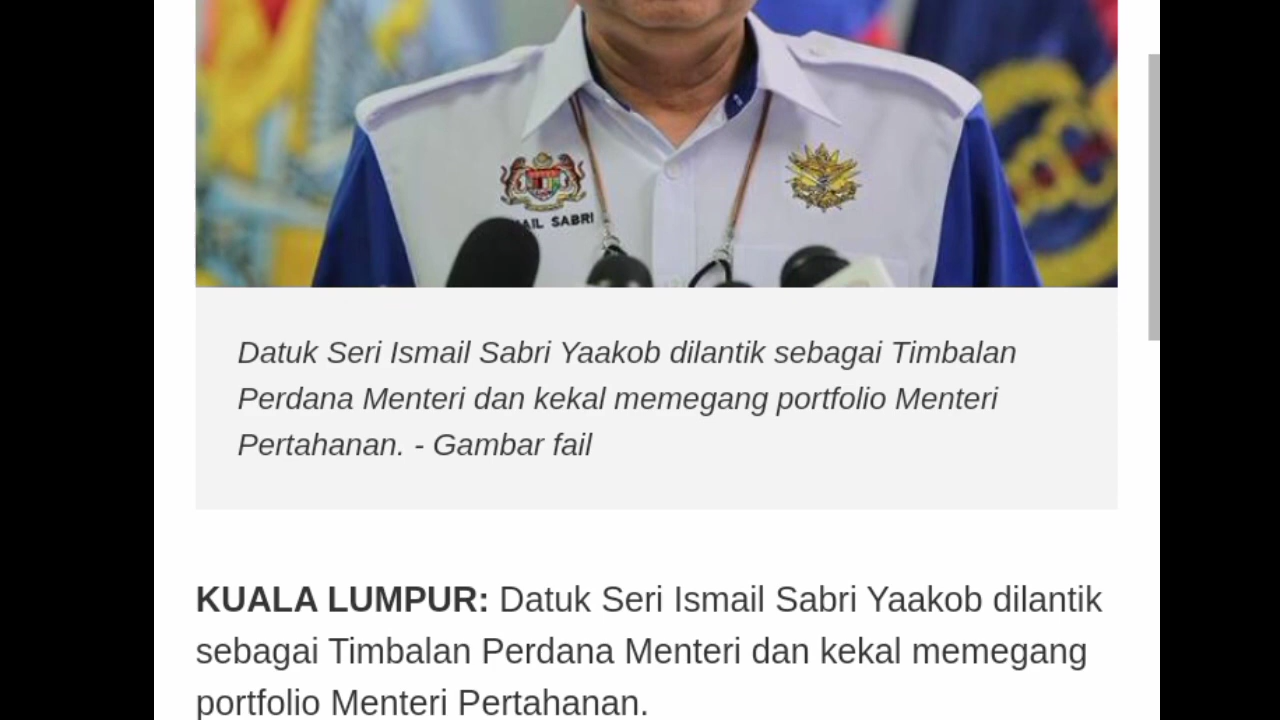 SABRI
Datuk Seri Ismail Sabri Yaakob dilantik sebagai Timbalan
Perdana Menteri dan kekal memegang portfolio Menteri
Pertahanan. - Gambar fail
KUALA LUMPUR: Datuk Seri Ismail Sabri Yaakob dilantik
sebagai Timbalan Perdana Menteri dan kekal memegang
portfolio Menteri Pertahanan.